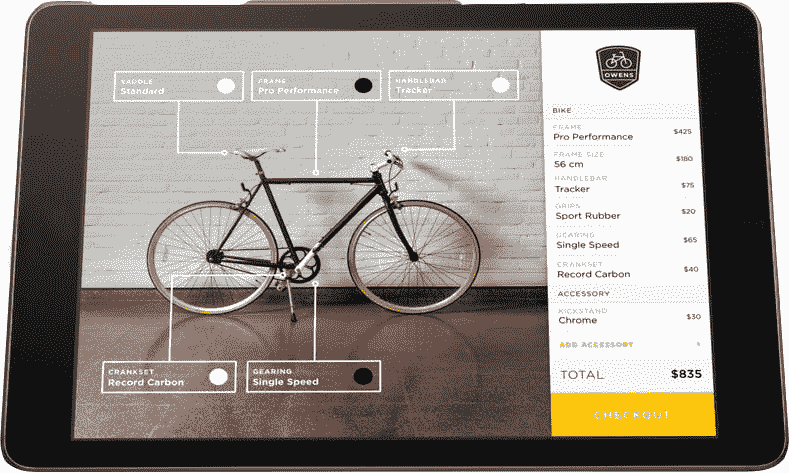 SADDLE
Standard
FRAME
Pro Performance
HANDLEBAR
Tracker
CRANKSET
Record Carbon
GEARING
Single Speed
OWENS
BIKE
FRAME
Pro Performance $425
FRAME SIZE
56 cm $180
HANDLEBAR
Tracker $75
GRIPS
Sport Rubber $20
GEARING
Single Speed $65
CRANKSET
Record Carbon $40
ACCESSORY
KICKSTAND
Chrome $30
ADD ACCESSORY
TOTAL $835
CHECKOUT